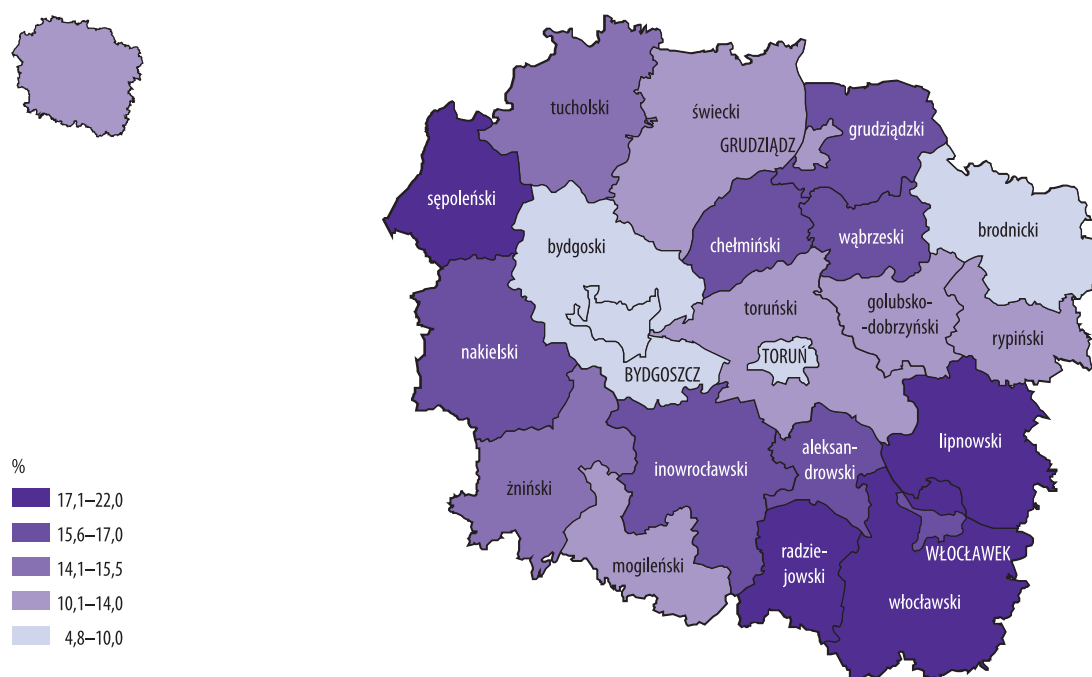 tucholski
świecki
GRUDZIĄDZ
grudziądzki
sępoleński
bydgoski
chełmiński
wąbrzeski
brodnicki
toruński
golubsko-
-dobrzyński
rypiński
nakielski
BYDGOSZCZ
TORUŃ
żniński
inowrocławski
aleksan-
drowski
lipnowski
mogileński
radzie-
jowski
WŁOCŁAWEK
włocławski
%
17,1–22,0
15,6–17,0
14,1–15,5
10,1–14,0
4,8–10,0